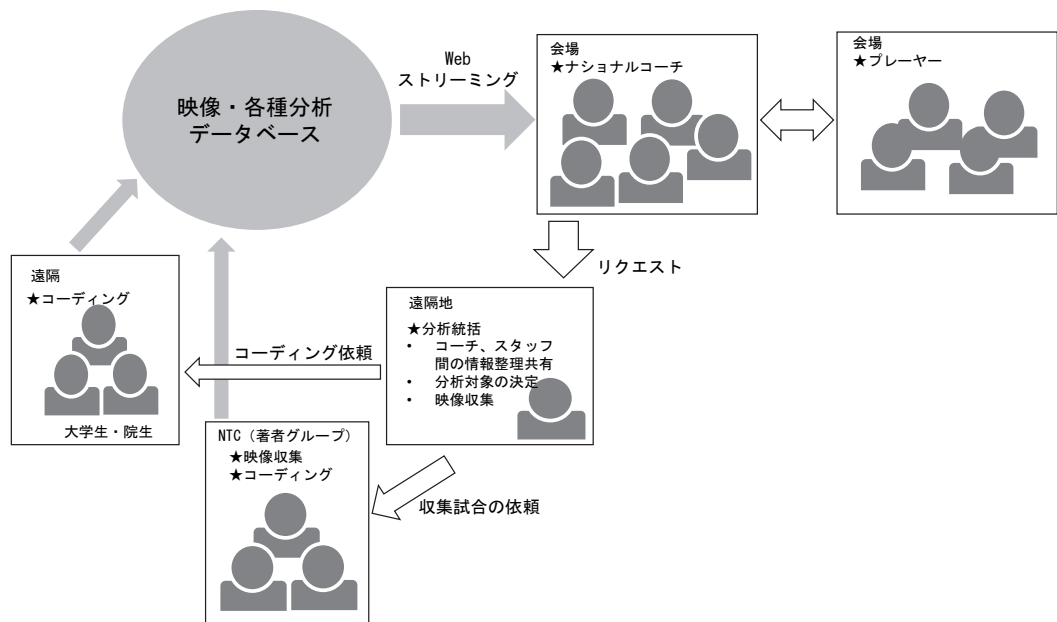 映像・各種分析
データベース
Web
ストリーミング
会場
★ナショナルコーチ
会場
★プレーヤー
リクエスト
遠隔
★コーディング
大学生・院生
コーディング依頼
遠隔地
★分析統括
• コーチ、スタッフ
間の情報整理共有
• 分析対象の決定
• 映像収集
NTC（著者グループ）
★映像収集
★コーディング
収集試合の依頼